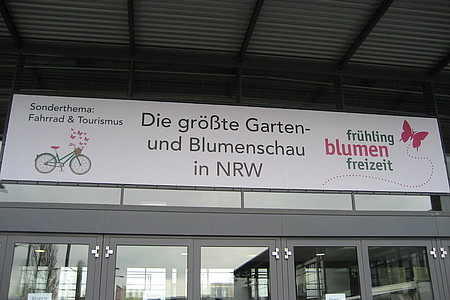 Sonderthema:
Fahrrad & Tourismus
Die größte Garten-
und Blumenschau
in NRW
frühling
blumen
freizeit